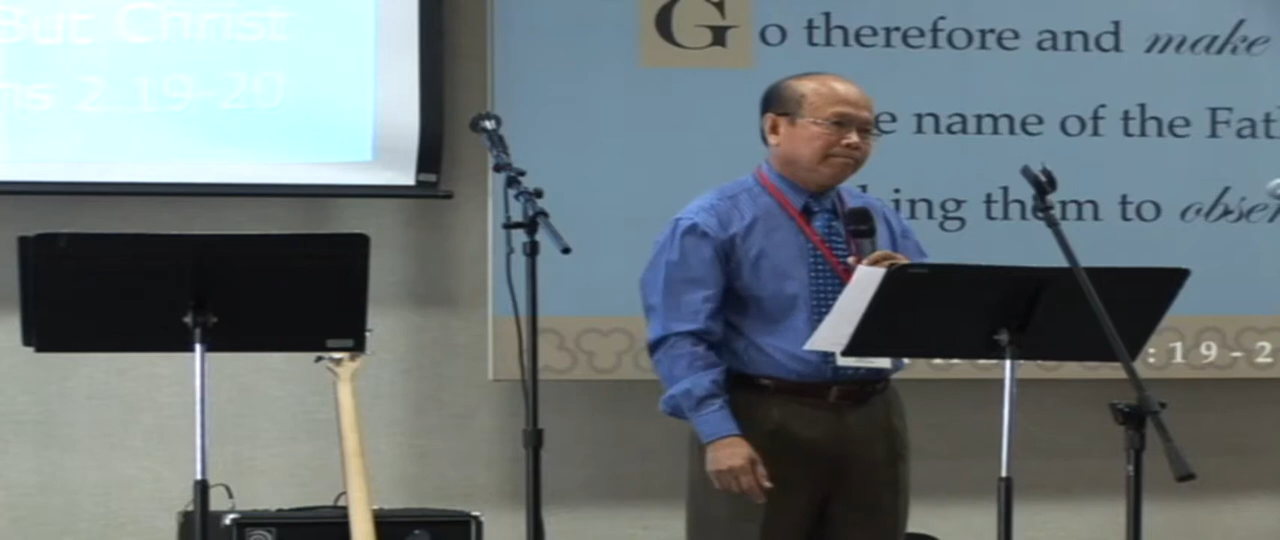 But Christ
ns 2.19-20
Go therefore and make
e name of the Fat
hing them to obser
:19-2